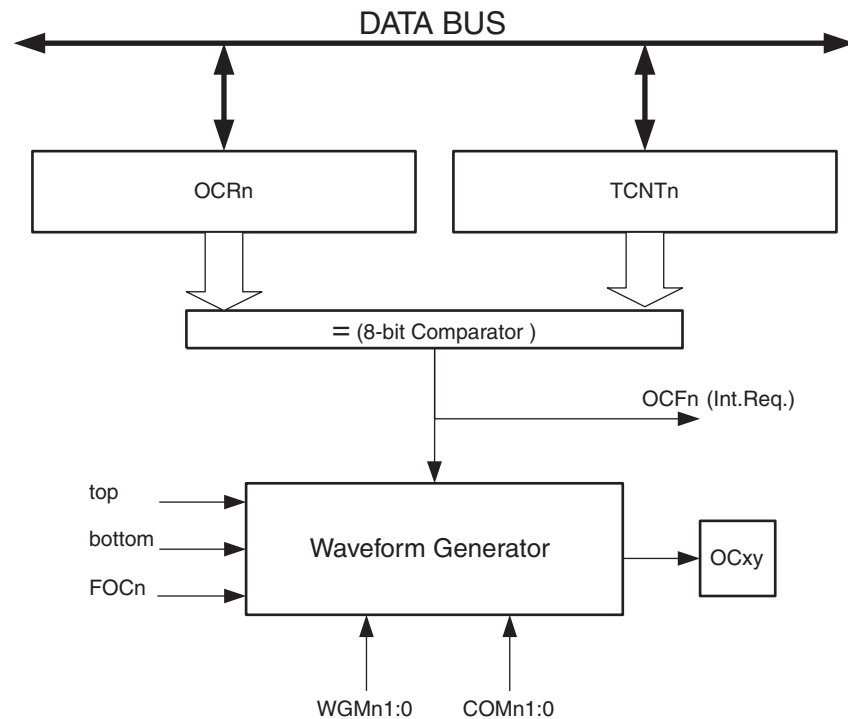 DATA BUS
OCRn
TCNTn
= (8-bit Comparator )
OCFn (Int.Req.)
top
bottom
FOCn
Waveform Generator
OCxy
WGMn1:0
COMn1:0